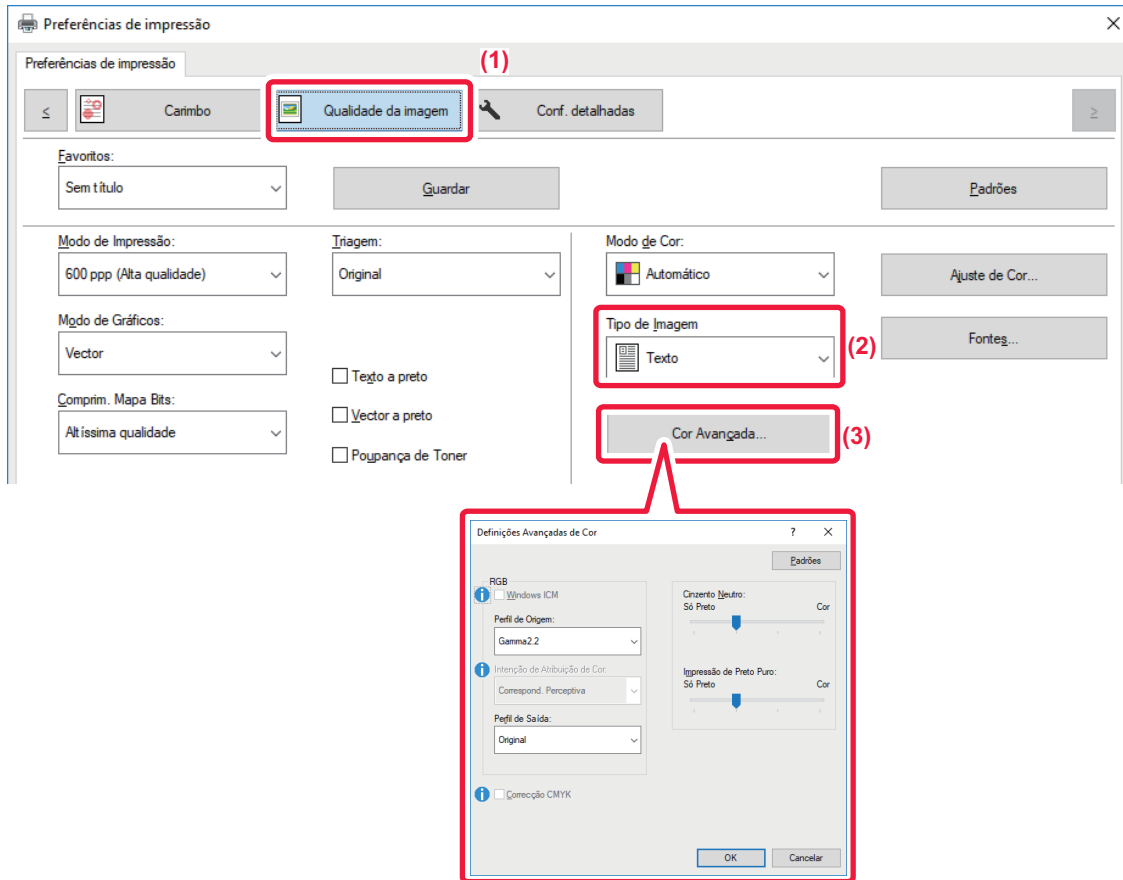 Preferências de impressão
Preferências de impressão
(1)
<
Carimbo
Qualidade da imagem
Conf. detalhadas
>
Favoritos:
Sem título
Guardar
Padrões
Modo de Impressão:
Triagem:
Modo de Cor:
600 ppp (Alta qualidade)
Original
Automático
Ajuste de Cor...
Modo de Gráficos:
Tipo de Imagem
(2)
Fontes...
Vector
Texto
Texto a preto
Comprim. Mapa Bits:
Vector a preto
Altíssima qualidade
Cor Avançada...
(3)
Poupança de Toner
Definições Avançadas de Cor
?
Padrões
RGB
Windows ICM
Perfil de Origem:
Gamma2.2
Intenção de Atribuição de Cor:
Correspond. Perceptiva
Perfil de Saída:
Original
Correcção CMYK
Cinzento Neutro:
Só Preto
Cor
Impressão de Preto Puro:
Só Preto
Cor
OK
Cancelar